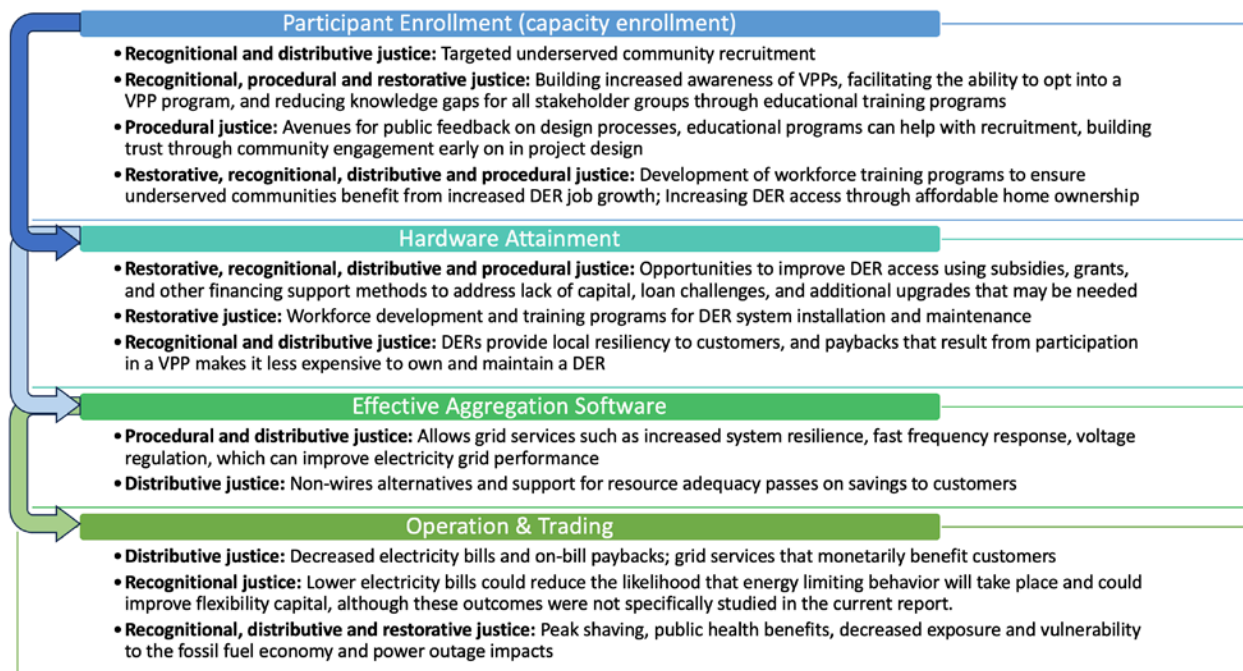 Participant Enrollment (capacity enrollment)
• Recognitional and distributive justice: Targeted underserved community recruitment
• Recognitional, procedural and restorative justice: Building increased awareness of VPPs, facilitating the ability to opt into a
VPP program, and reducing knowledge gaps for all stakeholder groups through educational training programs
• Procedural justice: Avenues for public feedback on design processes, educational programs can help with recruitment, building
trust through community engagement early on in project design
• Restorative, recognitional, distributive and procedural justice: Development of workforce training programs to ensure
underserved communities benefit from increased DER job growth; Increasing DER access through affordable home ownership
Hardware Attainment
• Restorative, recognitional, distributive and procedural justice: Opportunities to improve DER access using subsidies, grants,
and other financing support methods to address lack of capital, loan challenges, and additional upgrades that may be needed
• Restorative justice: Workforce development and training programs for DER system installation and maintenance
• Recognitional and distributive justice: DERs provide local resiliency to customers, and paybacks that result from participation
in a VPP makes it less expensive to own and maintain a DER
Effective Aggregation Software
• Procedural and distributive justice: Allows grid services such as increased system resilience, fast frequency response, voltage
regulation, which can improve electricity grid performance
• Distributive justice: Non-wires alternatives and support for resource adequacy passes on savings to customers
Operation & Trading
• Distributive justice: Decreased electricity bills and on-bill paybacks; grid services that monetarily benefit customers
• Recognitional justice: Lower electricity bills could reduce the likelihood that energy limiting behavior will take place and could
improve flexibility capital, although these outcomes were not specifically studied in the current report.
• Recognitional, distributive and restorative justice: Peak shaving, public health benefits, decreased exposure and vulnerability
to the fossil fuel economy and power outage impacts